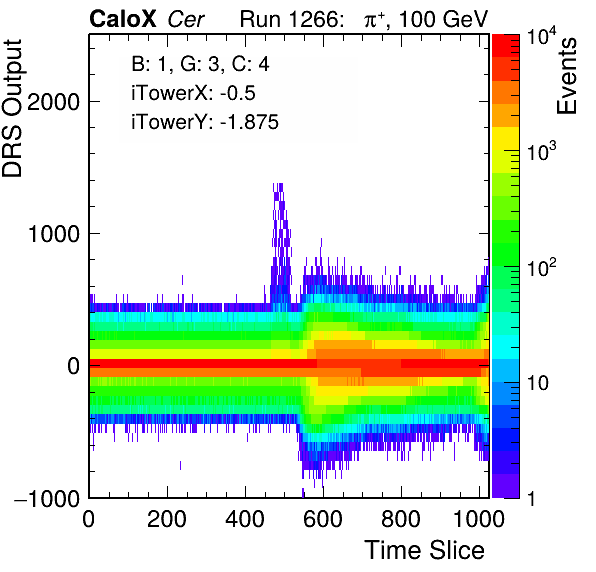 CaloX Cer Run 1266: π⁺, 100 GeV
B: 1, G: 3, C: 4
iTowerX: -0.5
iTowerY: -1.875
DRS Output
2000
1000
0
−1000
0 200 400 600 800 1000
Time Slice
Events
10⁴
10³
10²
10
1